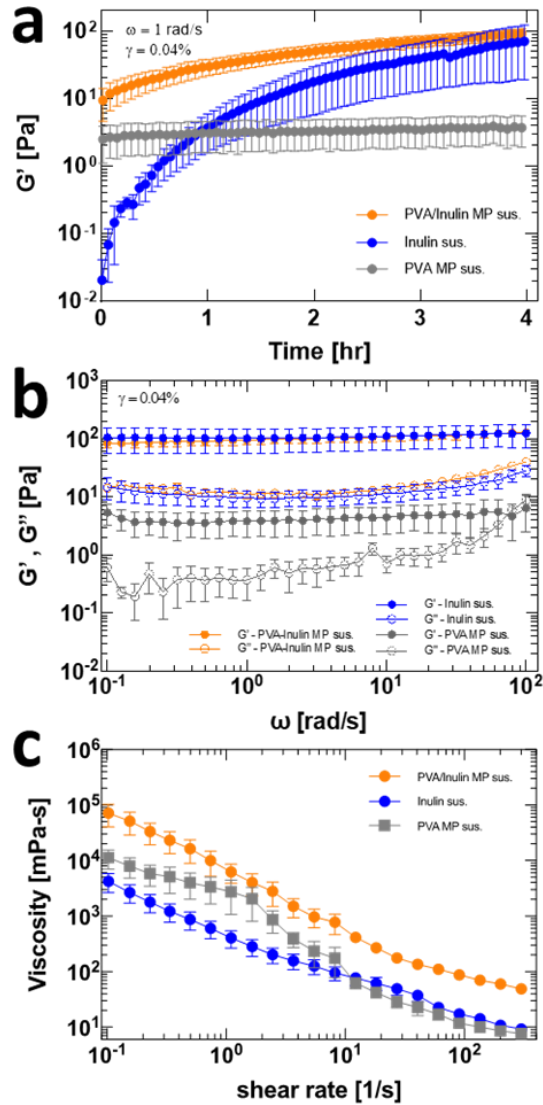 a
ω = 1 rad/s
γ = 0.04%
10²
10¹
10⁰
10⁻¹
10⁻²
G' [Pa]
PVA/Inulin MP sus.
Inulin sus.
PVA MP sus.
0 1 2 3 4
Time [hr]
b
γ = 0.04%
10³
10²
10¹
10⁰
10⁻¹
10⁻²
G' , G'' [Pa]
G' - Inulin sus.
G'' - Inulin sus.
G' - PVA-Inulin MP sus.
G' - PVA MP sus.
G'' - PVA-Inulin MP sus.
G'' - PVA MP sus.
10⁻¹ 10⁰ 10¹ 10²
ω [rad/s]
c
10⁶
10⁵
10⁴
10³
10²
10¹
Viscosity [mPa-s]
PVA/Inulin MP sus.
Inulin sus.
PVA MP sus.
10⁻¹ 10⁰ 10¹ 10²
shear rate [1/s]